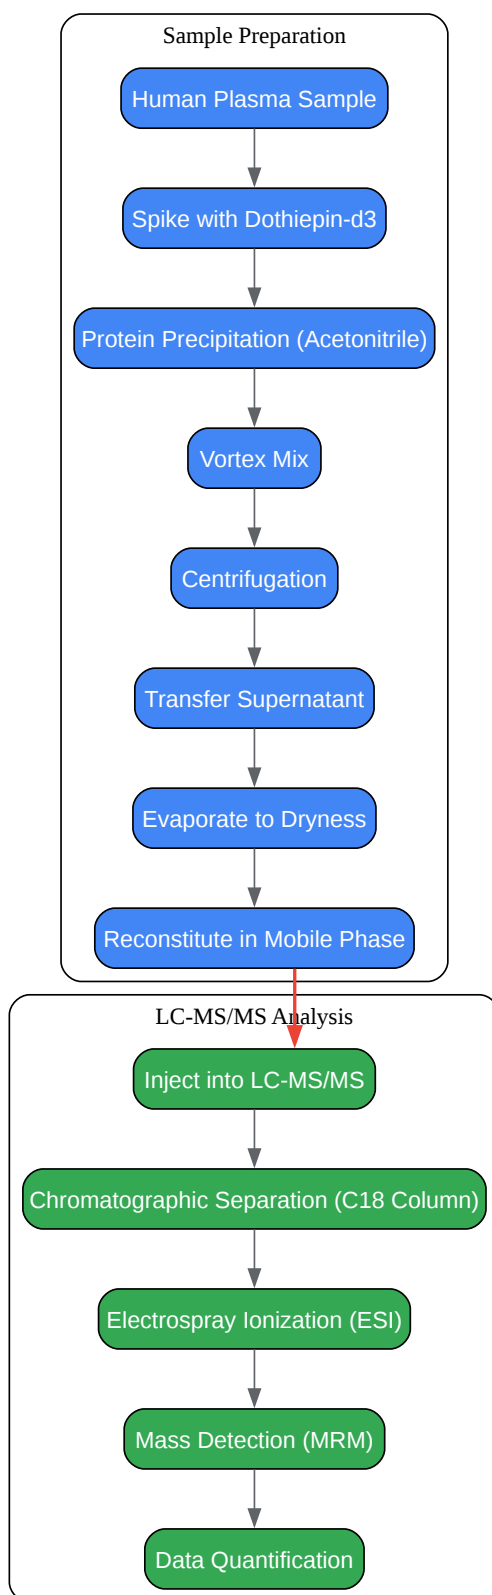 Sample Preparation
Human Plasma Sample
Spike with Dothiepin-d3
Protein Precipitation (Acetonitrile)
Vortex Mix
Centrifugation
Transfer Supernatant
Evaporate to Dryness
Reconstitute in Mobile Phase
LC-MS/MS Analysis
Inject into LC-MS/MS
Chromatographic Separation (C18 Column)
Electrospray Ionization (ESI)
Mass Detection (MRM)
Data Quantification